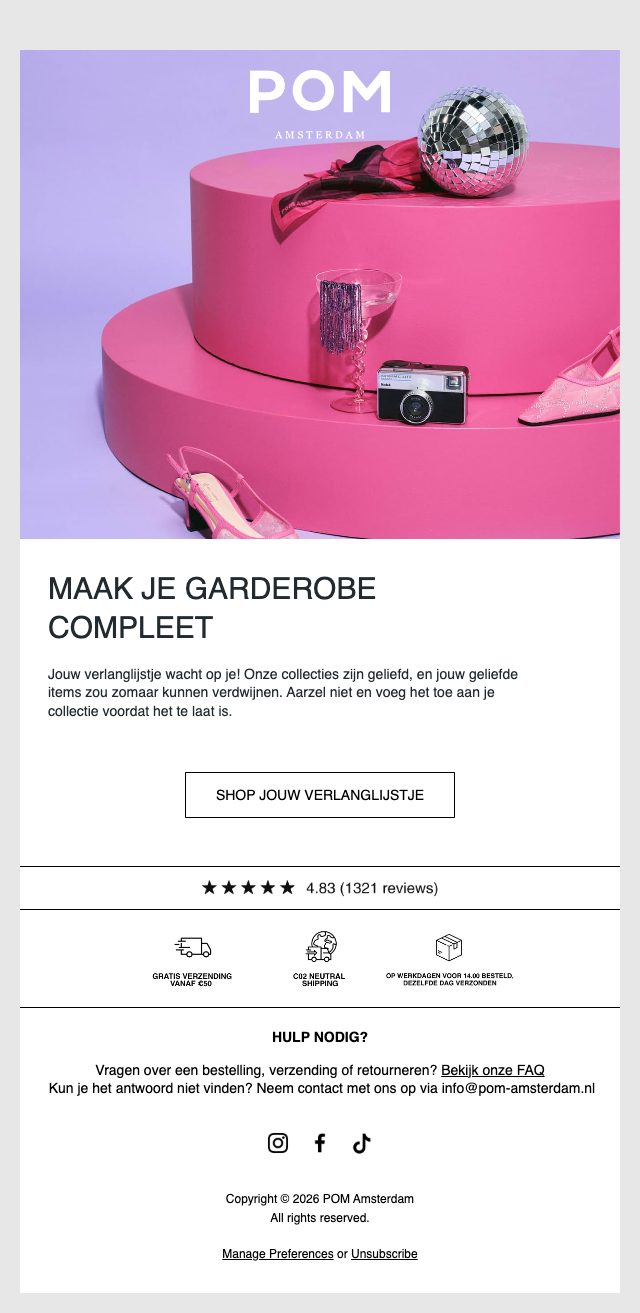 POM
AMSTERDAM
MAAK JE GARDEROBE
COMPLEET
Jouw verlanglijstje wacht op je! Onze collecties zijn geliefd, en jouw geliefde
items zou zomaar kunnen verdwijnen. Aarzel niet en voeg het toe aan je
collectie voordat het te laat is.
SHOP JOUW VERLANGLIJSTJE
4.83 (1321 reviews)
GRATIS VERZENDING
VANAF €50
C02 NEUTRAL
SHIPPING
OP WERKDAGEN VOOR 14.00 BESTELD,
DEZELFDE DAG VERZONDEN
HULP NODIG?
Vragen over een bestelling, verzending of retourneren? Bekijk onze FAQ
Kun je het antwoord niet vinden? Neem contact met ons op via info@pom-amsterdam.nl
Copyright © 2026 POM Amsterdam
All rights reserved.
Manage Preferences or Unsubscribe